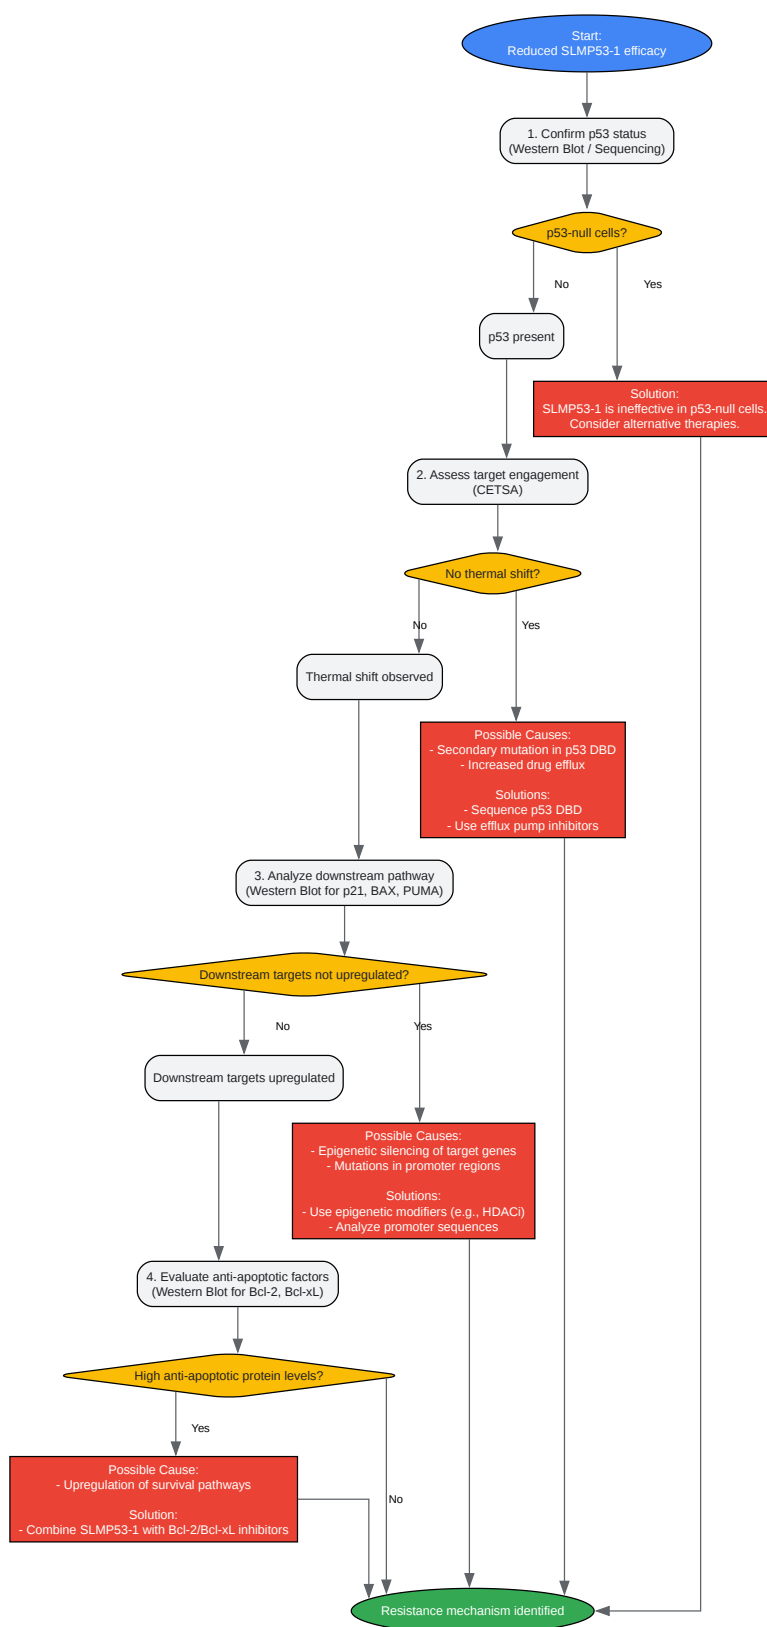 Start:
Reduced SLMP53-1 efficacy
1. Confirm p53 status
(Western Blot / Sequencing)
p53-null cells?
No
Yes
p53 present
Solution:
SLMP53-1 is ineffective in p53-null cells.
Consider alternative therapies.
2. Assess target engagement
(CETSA)
No thermal shift?
No
Yes
Thermal shift observed
Possible Causes:
- Secondary mutation in p53 DBD
- Increased drug efflux
Solutions:
- Sequence p53 DBD
- Use efflux pump inhibitors
3. Analyze downstream pathway
(Western Blot for p21, BAX, PUMA)
Downstream targets not upregulated?
No
Yes
Downstream targets upregulated
Possible Causes:
- Epigenetic silencing of target genes
- Mutations in promoter regions
Solutions:
- Use epigenetic modifiers (e.g., HDACi)
- Analyze promoter sequences
4. Evaluate anti-apoptotic factors
(Western Blot for Bcl-2, Bcl-xL)
High anti-apoptotic protein levels?
Yes
Possible Cause:
- Upregulation of survival pathways
Solution:
- Combine SLMP53-1 with Bcl-2/Bcl-xL inhibitors
No
Resistance mechanism identified